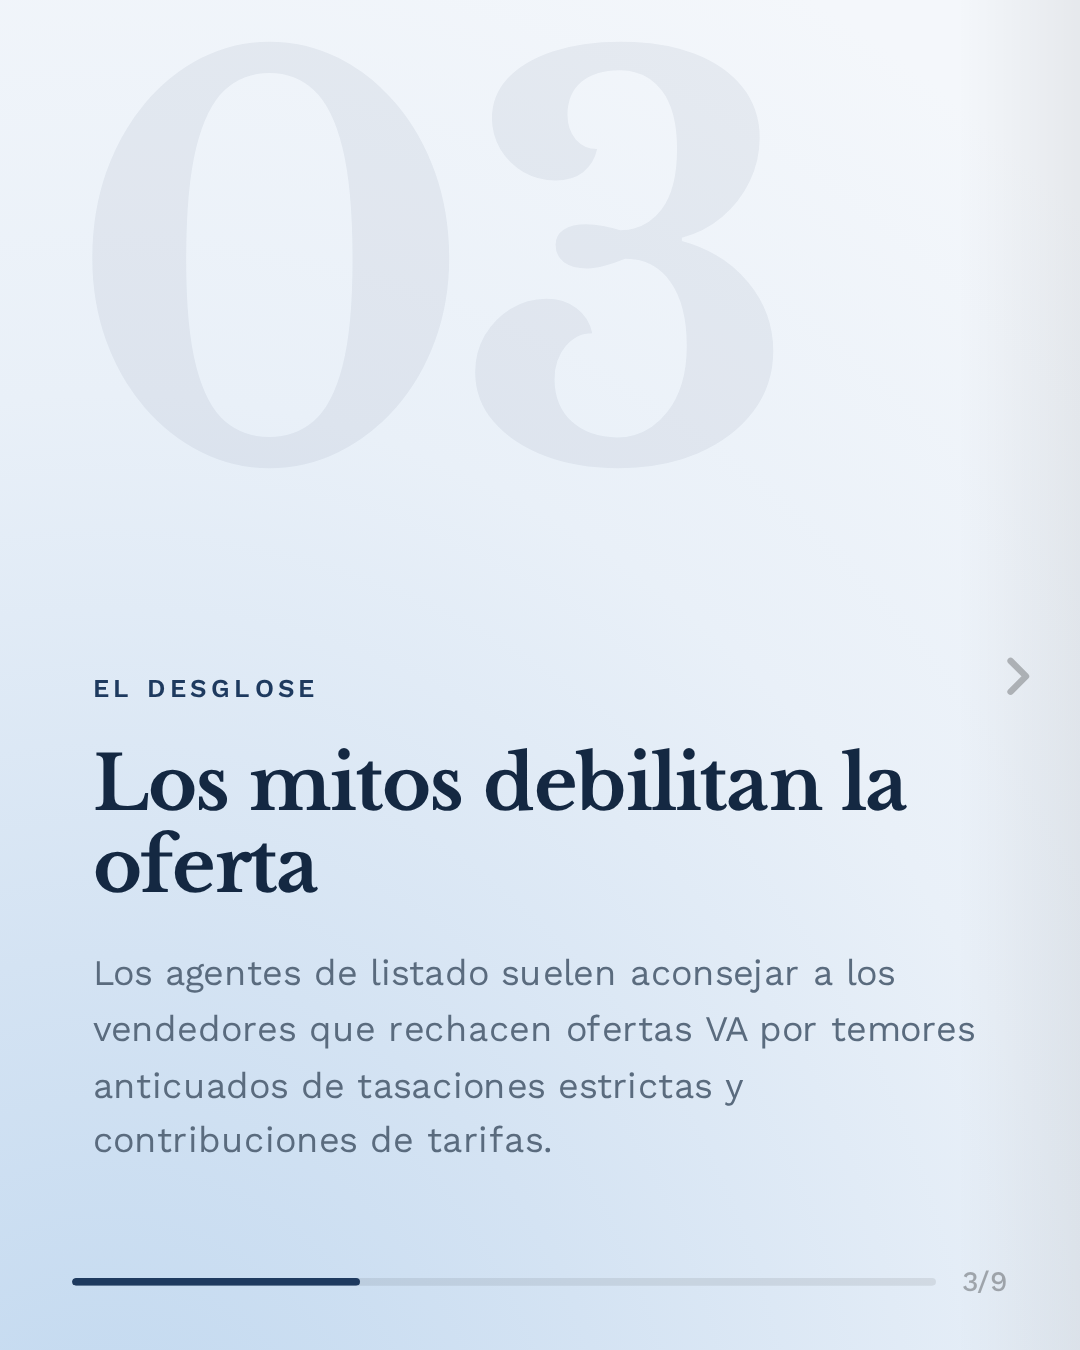 03
EL DESGLOSE
Los mitos debilitan la
oferta
Los agentes de listado suelen aconsejar a los
vendedores que rechacen ofertas VA por temores
anticuados de tasaciones estrictas y
contribuciones de tarifas.
3/9